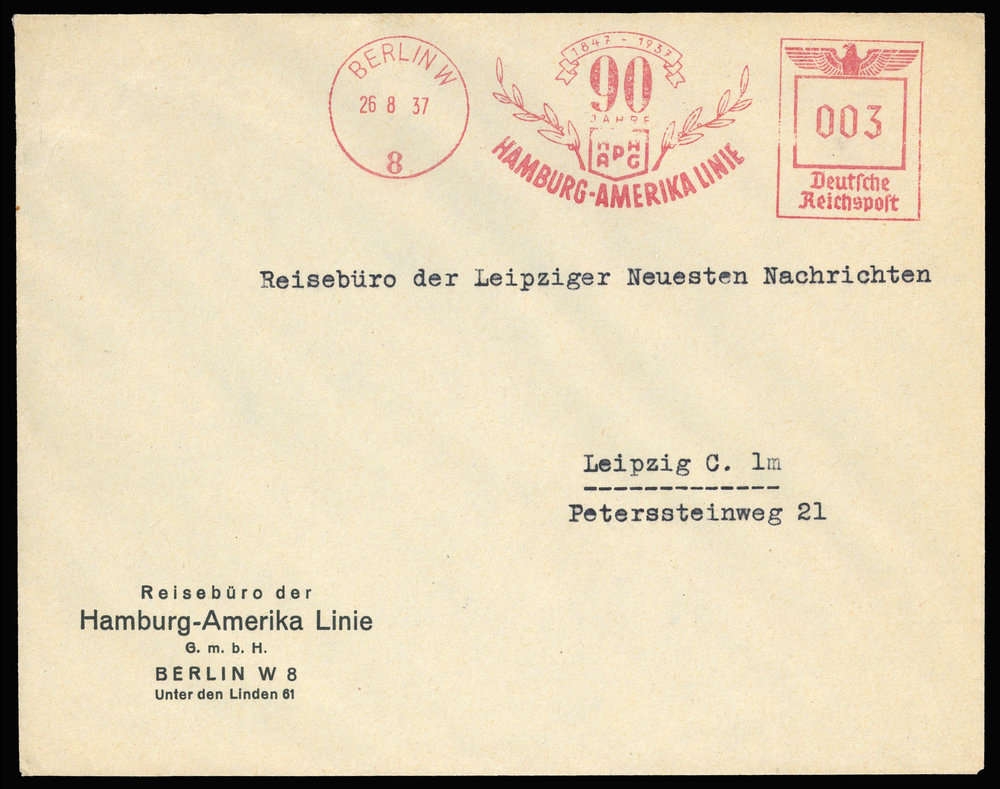 BERLIN W
26 8 37
8
1847 - 1937
90
JAHRE
HAPAG
HAMBURG-AMERIKA LINIE
003
Deutsche
Reichspost
Reisebüro der Leipziger Neuesten Nachrichten
Leipzig C. 1m
Peterssteinweg 21
Reisebüro der
Hamburg-Amerika Linie
G. m. b. H.
BERLIN W 8
Unter den Linden 61